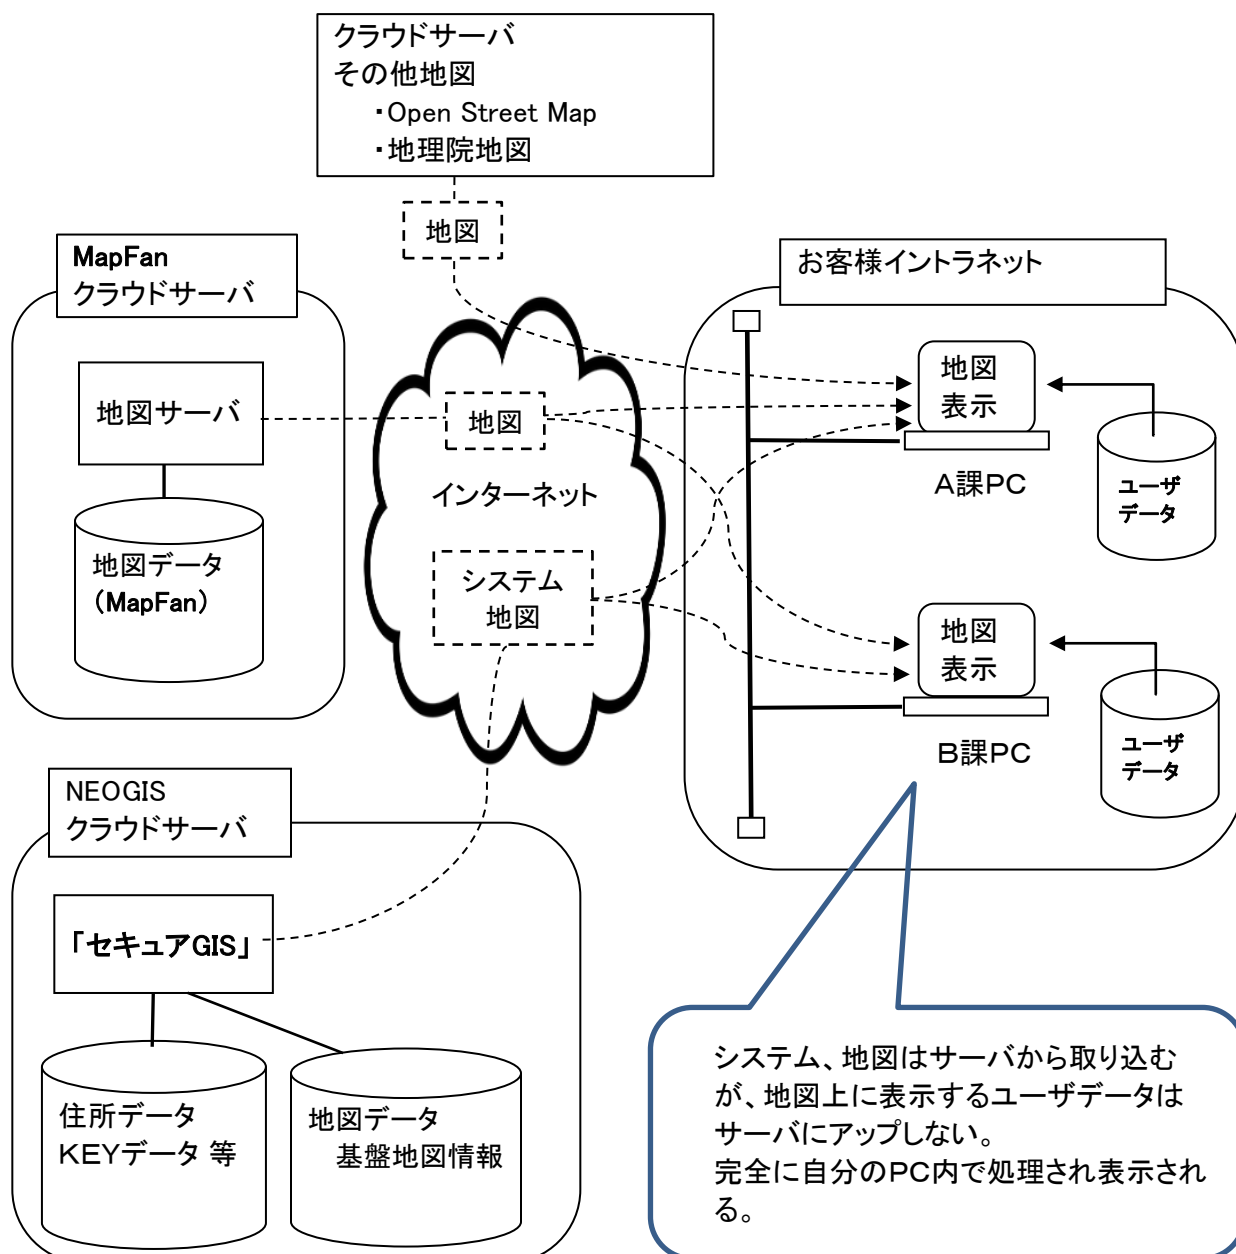 クラウドサーバ
その他地図
・Open Street Map
・地理院地図
地図
MapFan
クラウドサーバ
地図サーバ
地図データ
(MapFan)
地図
インターネット
システム
地図
お客様イントラネット
地図
表示
A課PC
ユーザ
データ
地図
表示
B課PC
ユーザ
データ
NEOGIS
クラウドサーバ
「セキュアGIS」
住所データ
KEYデータ 等
地図データ
基盤地図情報
システム、地図はサーバから取り込む
が、地図上に表示するユーザデータは
サーバにアップしない。
完全に自分のPC内で処理され表示され
る。